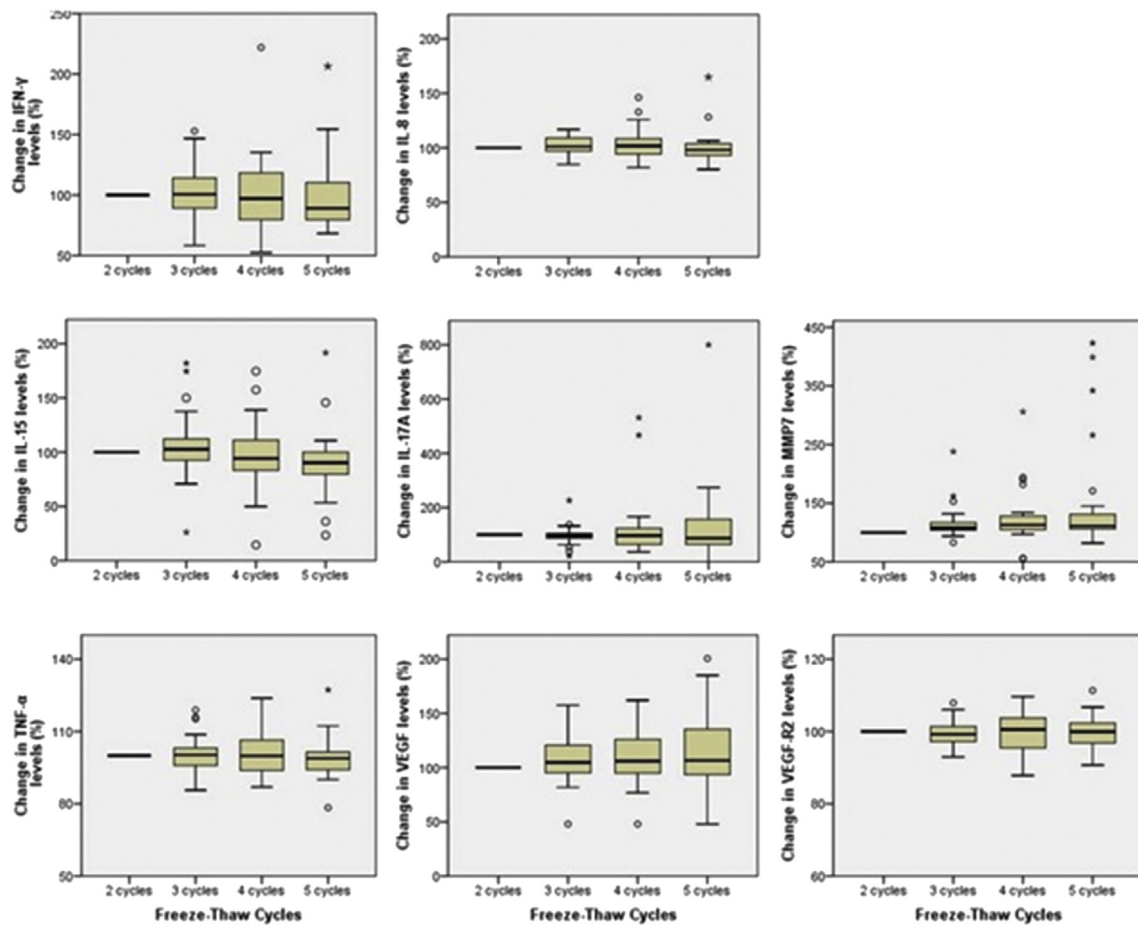 Change in IFN-γ
levels (%)
250
200
150
100
50
2 cycles 3 cycles 4 cycles 5 cycles
Change in IL-8 levels (%)
200
150
100
50
0
2 cycles 3 cycles 4 cycles 5 cycles
Change in IL-15 levels (%)
200
150
100
50
0
2 cycles 3 cycles 4 cycles 5 cycles
Change in IL-17A levels (%)
800
600
400
200
0
2 cycles 3 cycles 4 cycles 5 cycles
Change in MMP7 levels (%)
450
350
250
150
50
2 cycles 3 cycles 4 cycles 5 cycles
Change in TNF-α
levels (%)
140
110
80
50
2 cycles 3 cycles 4 cycles 5 cycles
Freeze-Thaw Cycles
Change in VEGF levels (%)
200
150
100
50
0
2 cycles 3 cycles 4 cycles 5 cycles
Freeze-Thaw Cycles
Change in VEGF-R2 levels (%)
120
100
80
60
2 cycles 3 cycles 4 cycles 5 cycles
Freeze-Thaw Cycles